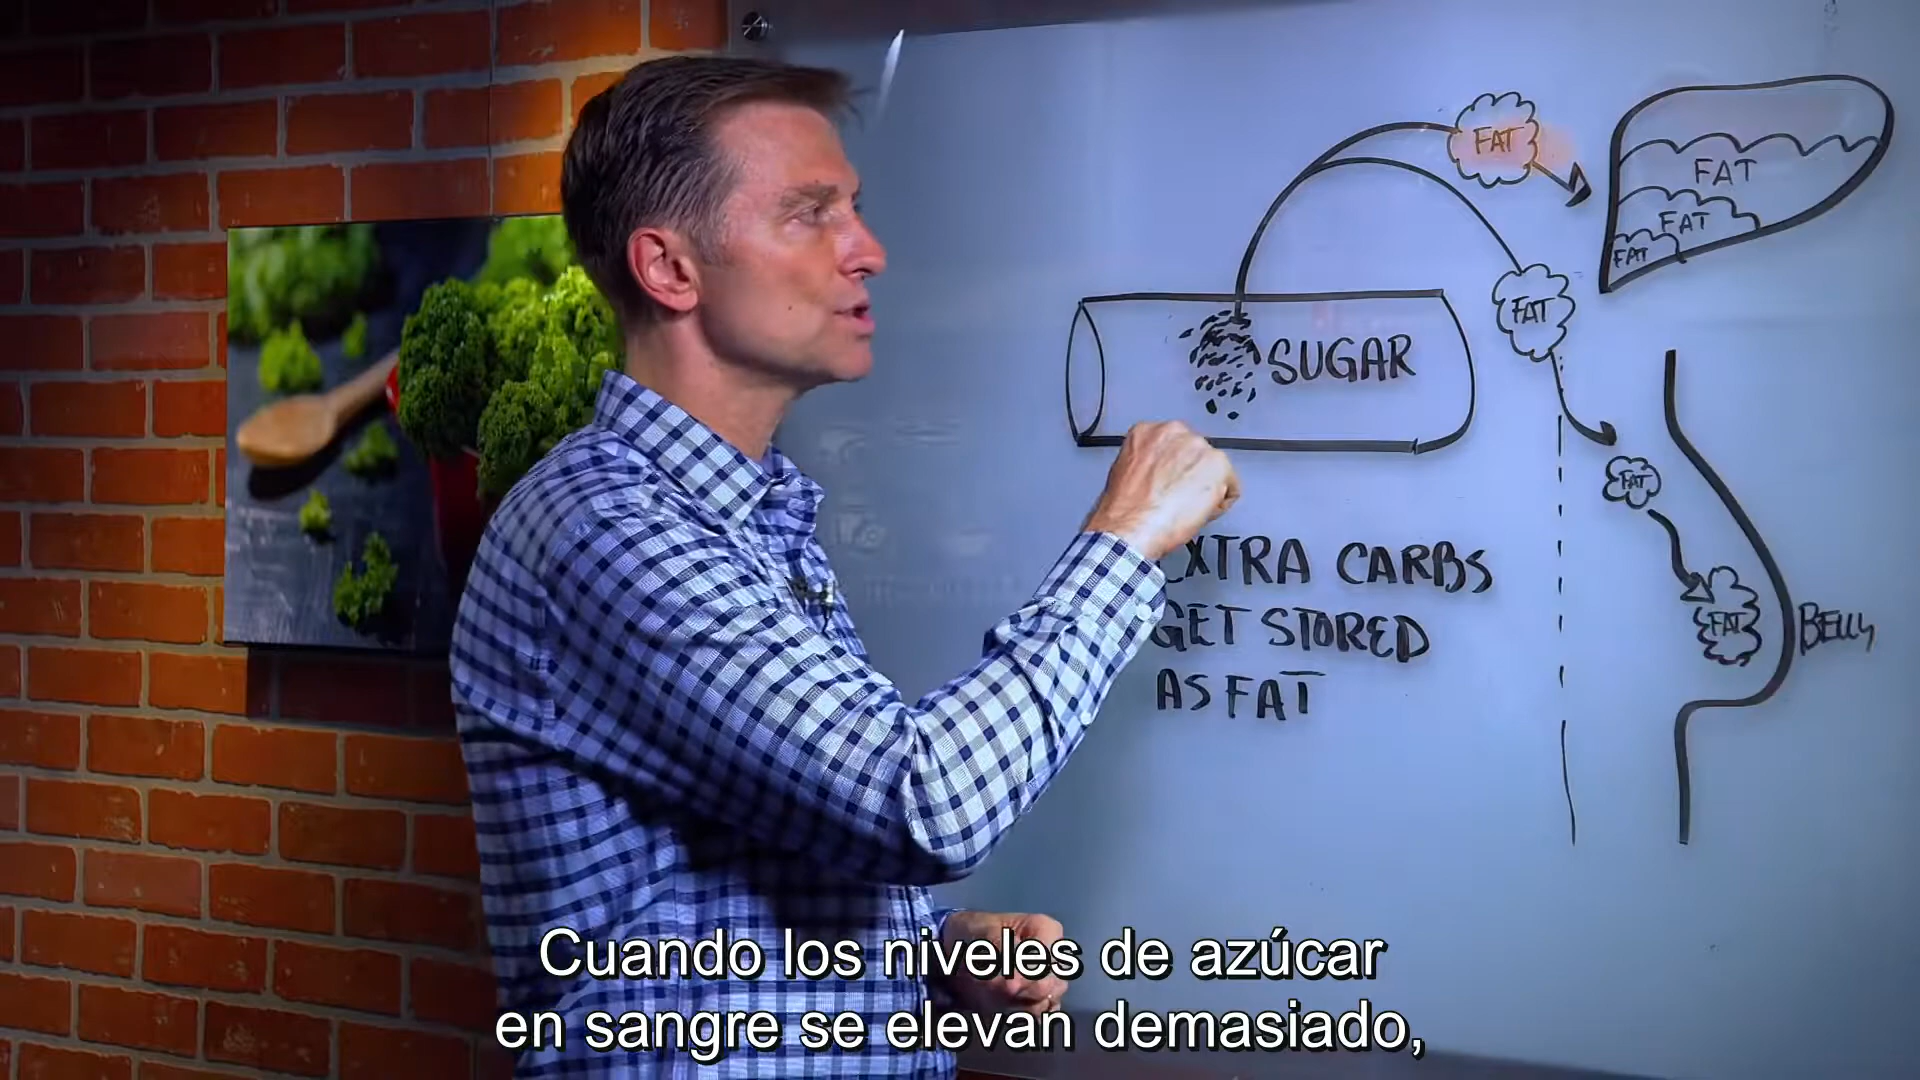 FAT
FAT
FAT
FAT
FAT
SUGAR
FAT
XTRA CARBS
GET STORED
AS FAT
FAT
BELLY
Cuando los niveles de azúcar
en sangre se elevan demasiado,